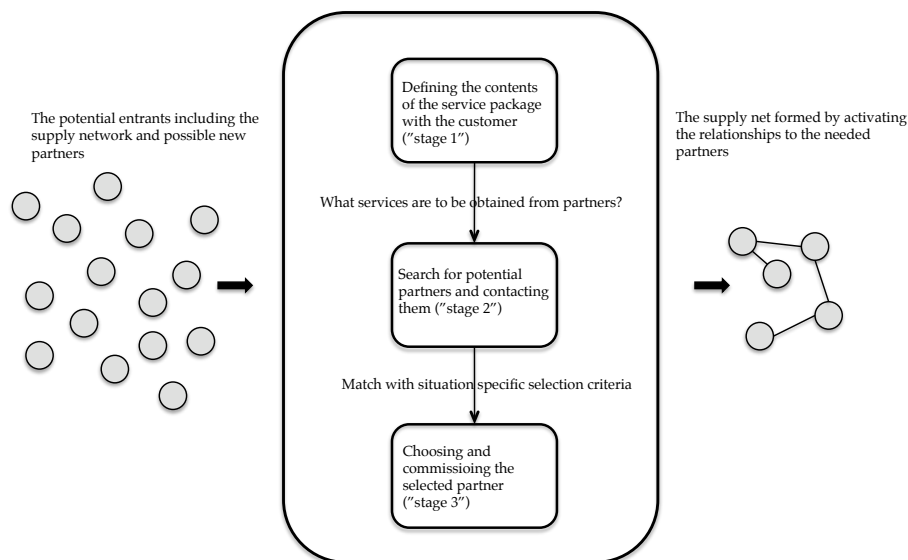 The potential entrants including the
supply network and possible new
partners
Defining the contents
of the service package
with the customer
(”stage 1”)
What services are to be obtained from partners?
Search for potential
partners and contacting
them (”stage 2”)
Match with situation specific selection criteria
Choosing and
commissioing the
selected partner
(”stage 3”)
The supply net formed by activating
the relationships to the needed
partners